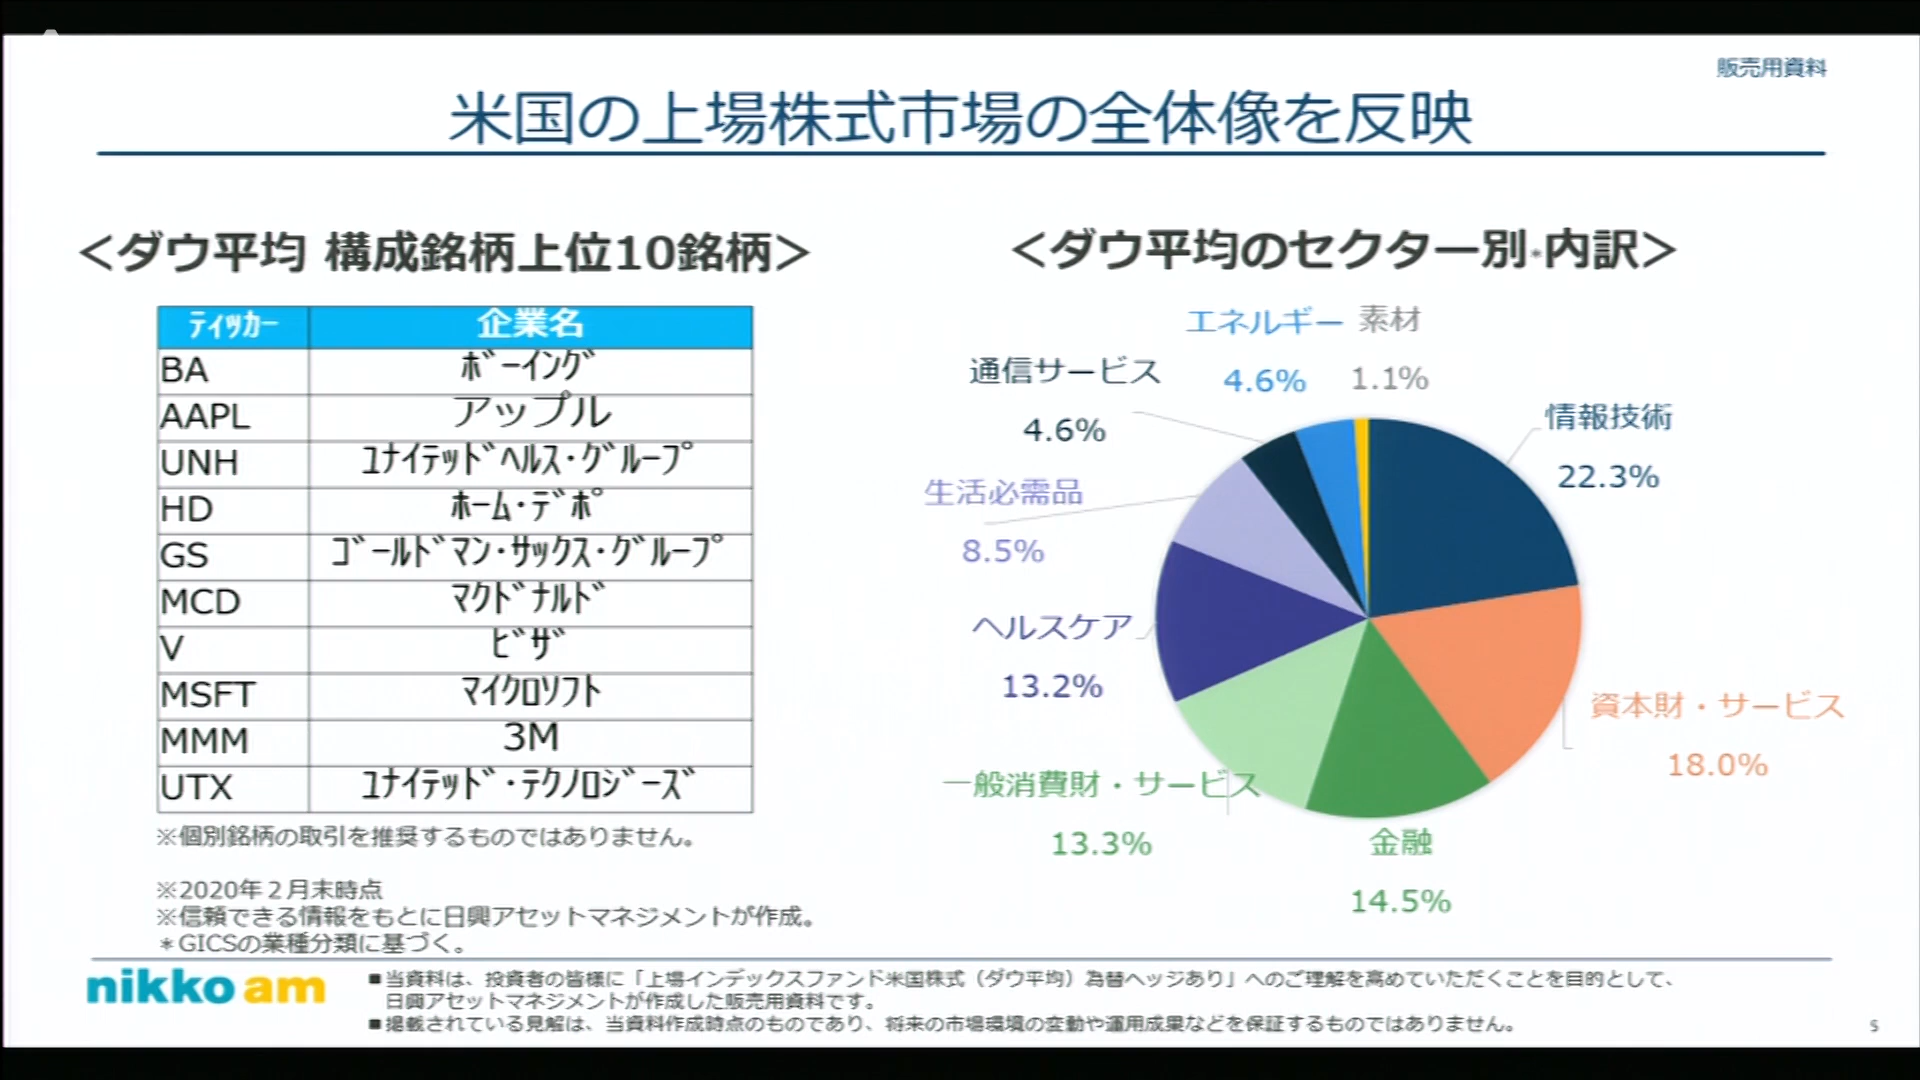 販売用資料
米国の上場株式市場の全体像を反映
＜ダウ平均 構成銘柄上位10銘柄＞
ﾃｨｯｶｰ 企業名
BA ﾎﾞｰｲﾝｸﾞ
AAPL アップル
UNH ﾕﾅｲﾃｯﾄﾞﾍﾙｽ･ｸﾞﾙｰﾌﾟ
HD ﾎｰﾑ･ﾃﾞﾎﾟ
GS ｺﾞｰﾙﾄﾞﾏﾝ･ｻｯｸｽ･ｸﾞﾙｰﾌﾟ
MCD ﾏｸﾄﾞﾅﾙﾄﾞ
V ﾋﾞｻﾞ
MSFT ﾏｲｸﾛｿﾌﾄ
MMM 3M
UTX ﾕﾅｲﾃｯﾄﾞ･ﾃｸﾉﾛｼﾞｰｽﾞ
※個別銘柄の取引を推奨するものではありません。
※2020年２月末時点
※信頼できる情報をもとに日興アセットマネジメントが作成。
＊GICSの業種分類に基づく。
＜ダウ平均のセクター別*内訳＞
エネルギー
4.6%
素材
1.1%
通信サービス
4.6%
情報技術
22.3%
生活必需品
8.5%
ヘルスケア
13.2%
資本財・サービス
18.0%
一般消費財・サービス
13.3%
金融
14.5%
nikko am
■当資料は、投資者の皆様に「上場インデックスファンド米国株式（ダウ平均）為替ヘッジあり」へのご理解を高めていただくことを目的として、
日興アセットマネジメントが作成した販売用資料です。
■掲載されている見解は、当資料作成時点のものであり、将来の市場環境の変動や運用成果などを保証するものではありません。
5